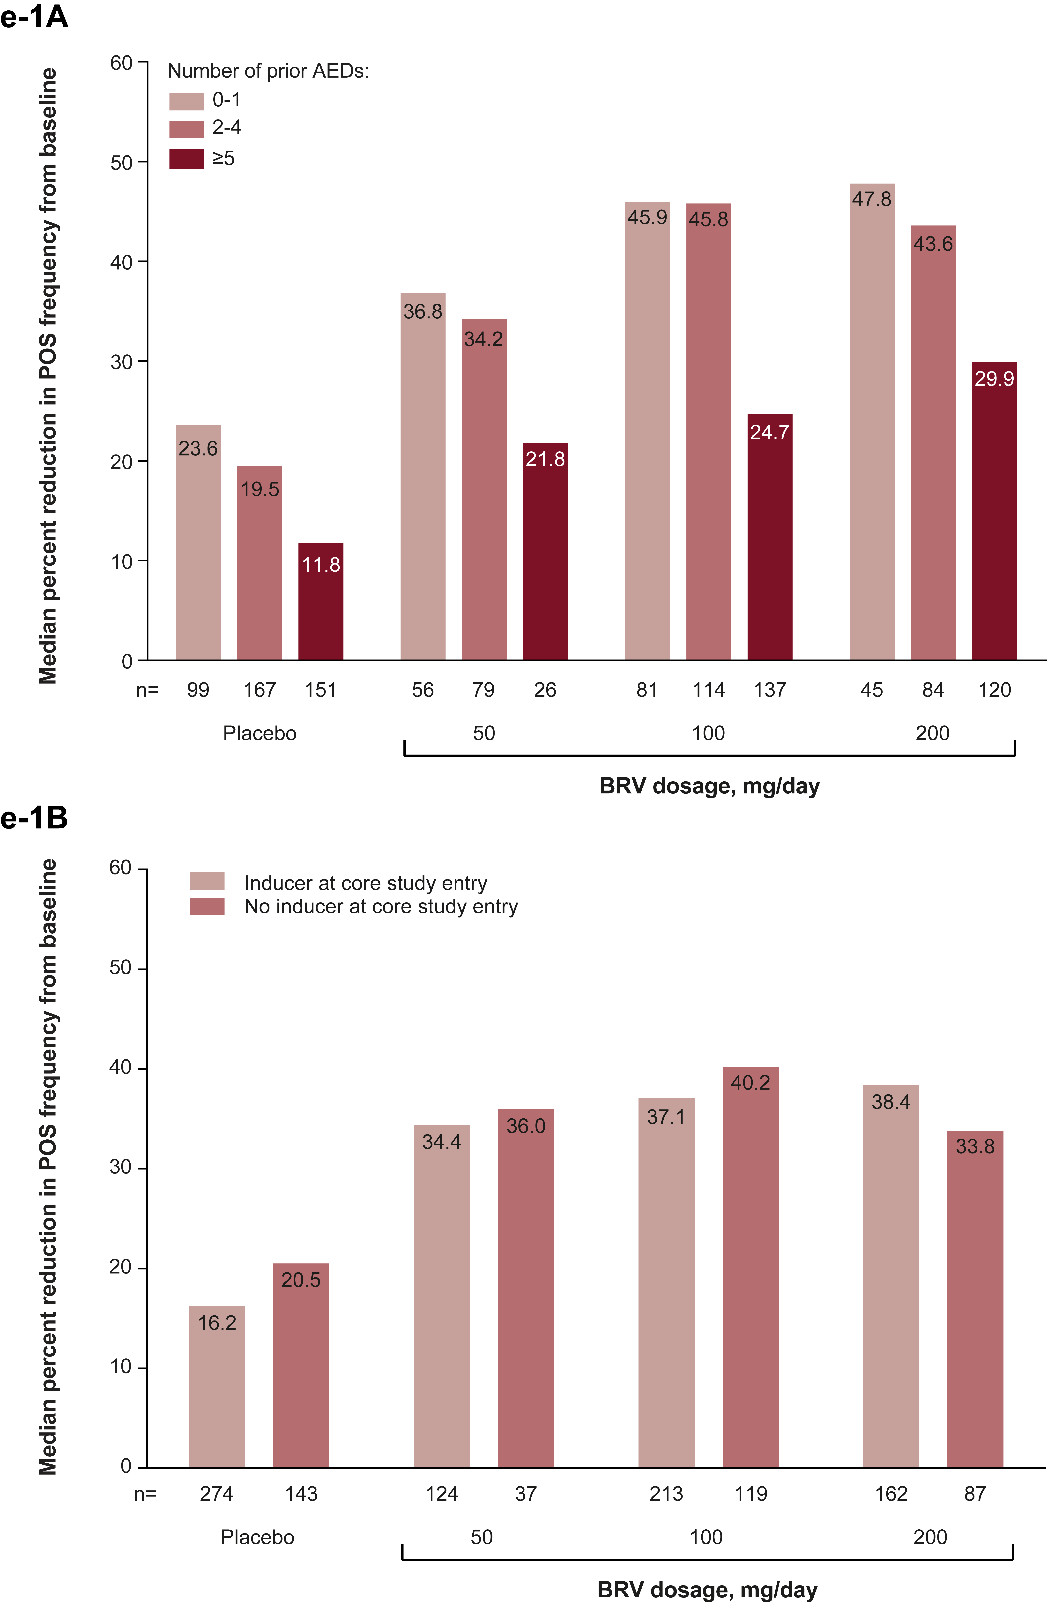 e-1A
Median percent reduction in POS frequency from baseline
60
50
40
30
20
10
0
Number of prior AEDs:
0-1
2-4
≥5
23.6
19.5
11.8
36.8
34.2
21.8
45.9
45.8
24.7
47.8
43.6
29.9
n= 99 167 151 56 79 26 81 114 137 45 84 120
Placebo 50 100 200
BRV dosage, mg/day
e-1B
Median percent reduction in POS frequency from baseline
60
50
40
30
20
10
0
Inducer at core study entry
No inducer at core study entry
16.2
20.5
34.4
36.0
37.1
40.2
38.4
33.8
n= 274 143 124 37 213 119 162 87
Placebo 50 100 200
BRV dosage, mg/day